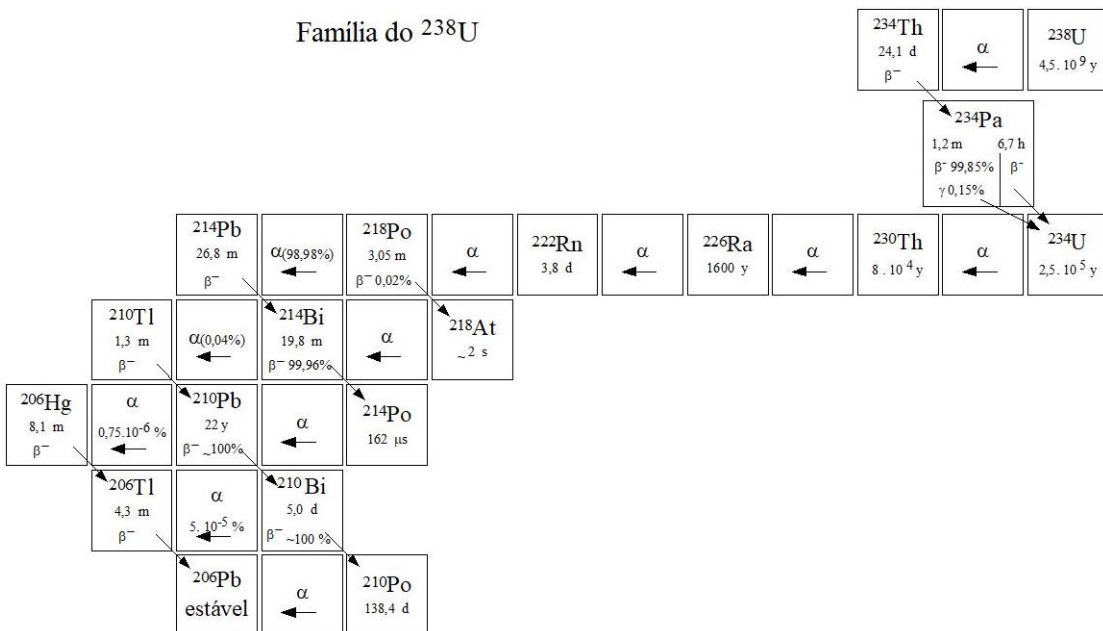 Família do ²³⁸U
²³⁴Th
24,1 d
β⁻
α
²³⁸U
4,5.10⁹ y
²³⁴Pa
1,2 m 6,7 h
β⁻ 99,85% β⁻
γ 0,15%
²¹⁴Pb
26,8 m
β⁻
α(98,98%)
²¹⁸Po
3,05 m
β⁻ 0,02%
α
²²²Rn
3,8 d
α
²²⁶Ra
1600 y
α
²³⁰Th
8 . 10⁴ y
α
²³⁴U
2,5.10⁵ y
²¹⁰Tl
1,3 m
β⁻
α(0,04%)
²¹⁴Bi
19,8 m
β⁻ 99,96%
α
²¹⁸At
~2 s
²⁰⁶Hg
8,1 m
β⁻
α
0,75.10⁻⁶ %
²¹⁰Pb
22 y
β⁻ ~100%
α
²¹⁴Po
162 μs
²⁰⁶Tl
4,3 m
β⁻
α
5. 10⁻⁵ %
²¹⁰Bi
5,0 d
β⁻ ~100 %
²⁰⁶Pb
estável
α
²¹⁰Po
138,4 d